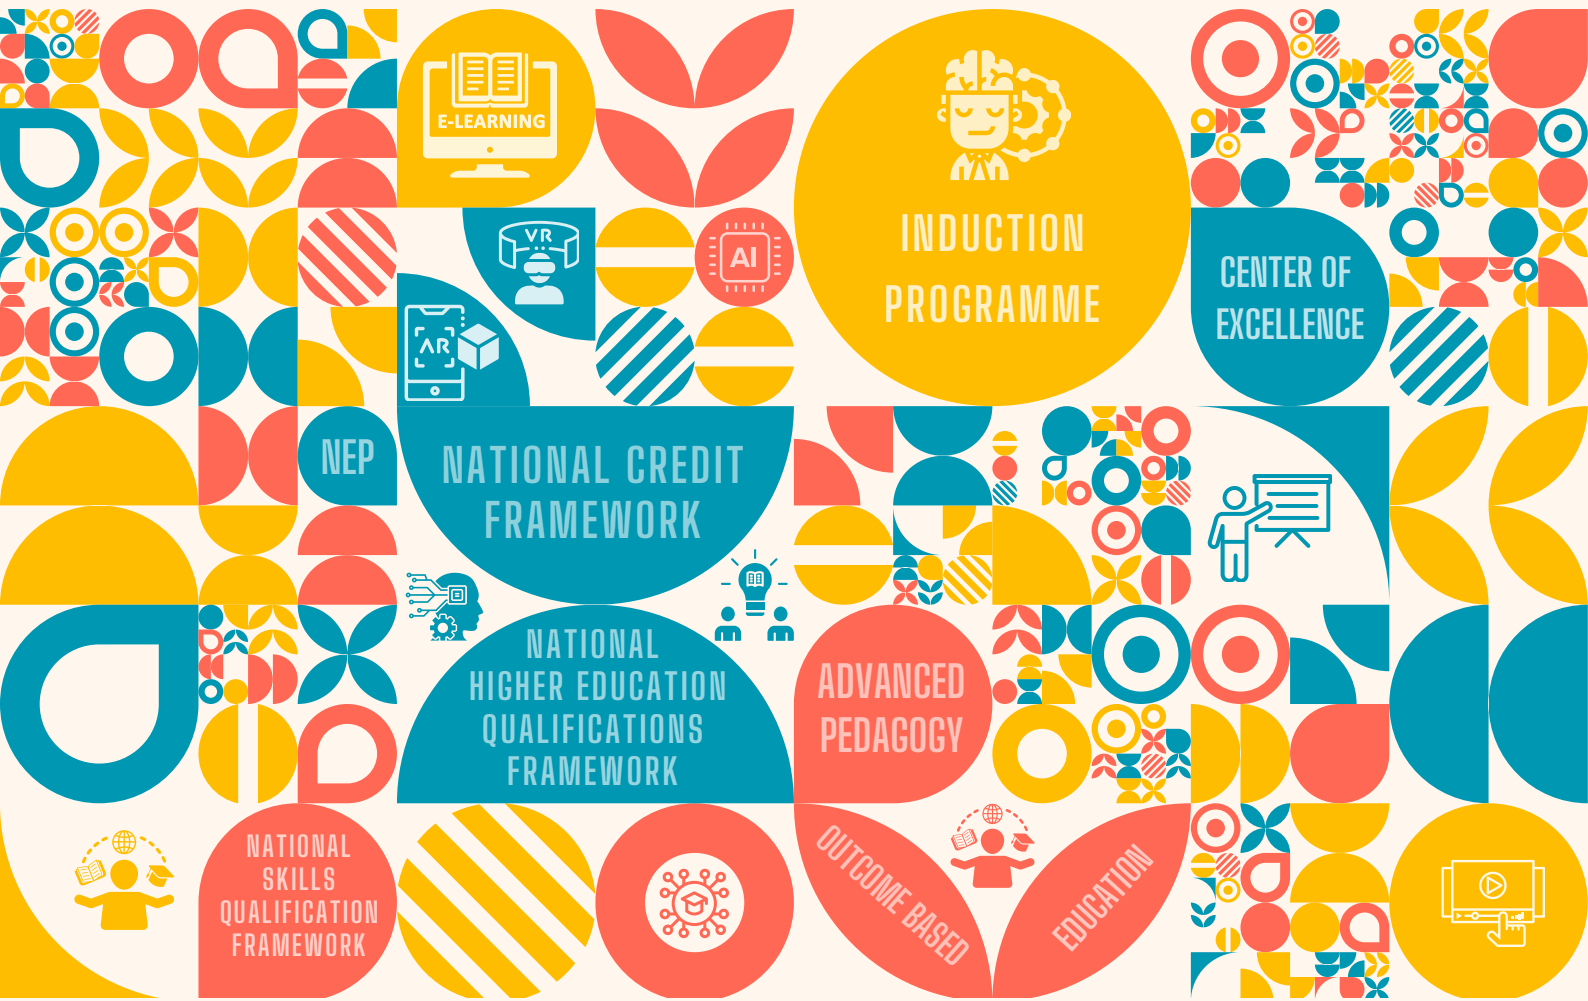 E-LEARNING
INDUCTION
PROGRAMME
VR
AI
AR
CENTER OF
EXCELLENCE
NEP
NATIONAL CREDIT
FRAMEWORK
NATIONAL
HIGHER EDUCATION
QUALIFICATIONS
FRAMEWORK
ADVANCED
PEDAGOGY
NATIONAL
SKILLS
QUALIFICATION
FRAMEWORK
OUTCOME BASED
EDUCATION